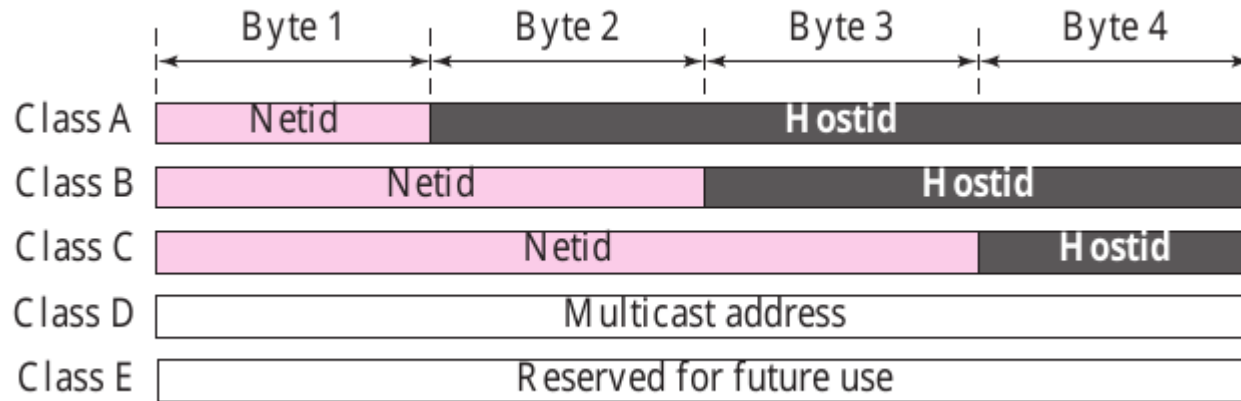 Byte 1 Byte 2 Byte 3 Byte 4
Class A Netid Hostid
Class B Netid Hostid
Class C Netid Hostid
Class D Multicast address
Class E Reserved for future use